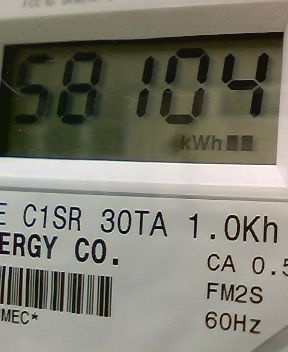 58104
kWh
E C1SR 30TA 1.0Kh
ERGY CO.
CA 0.5
FM2S
MEC*
60Hz